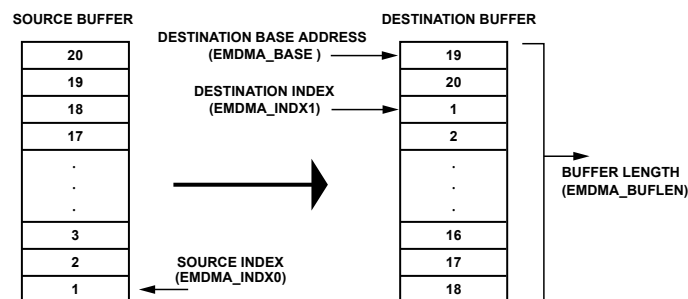 SOURCE BUFFER
20
19
18
17
.
.
.
3
2
1
SOURCE INDEX
(EMDMA_INDX0)
DESTINATION BASE ADDRESS
(EMDMA_BASE )
DESTINATION INDEX
(EMDMA_INDX1)
DESTINATION BUFFER
19
20
1
2
.
.
.
16
17
18
BUFFER LENGTH
(EMDMA_BUFLEN)